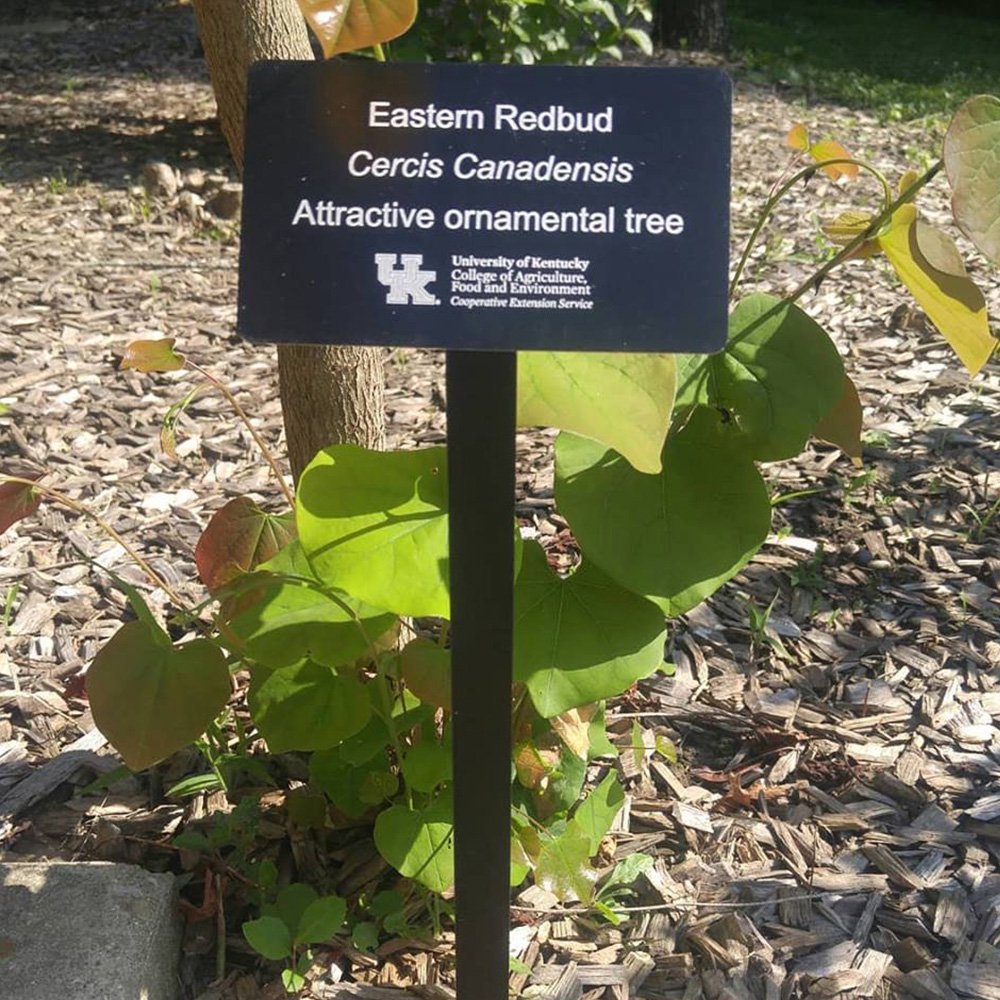 Eastern Redbud
Cercis Canadensis
Attractive ornamental tree
UK
University of Kentucky
College of Agriculture,
Food and Environment
Cooperative Extension Service